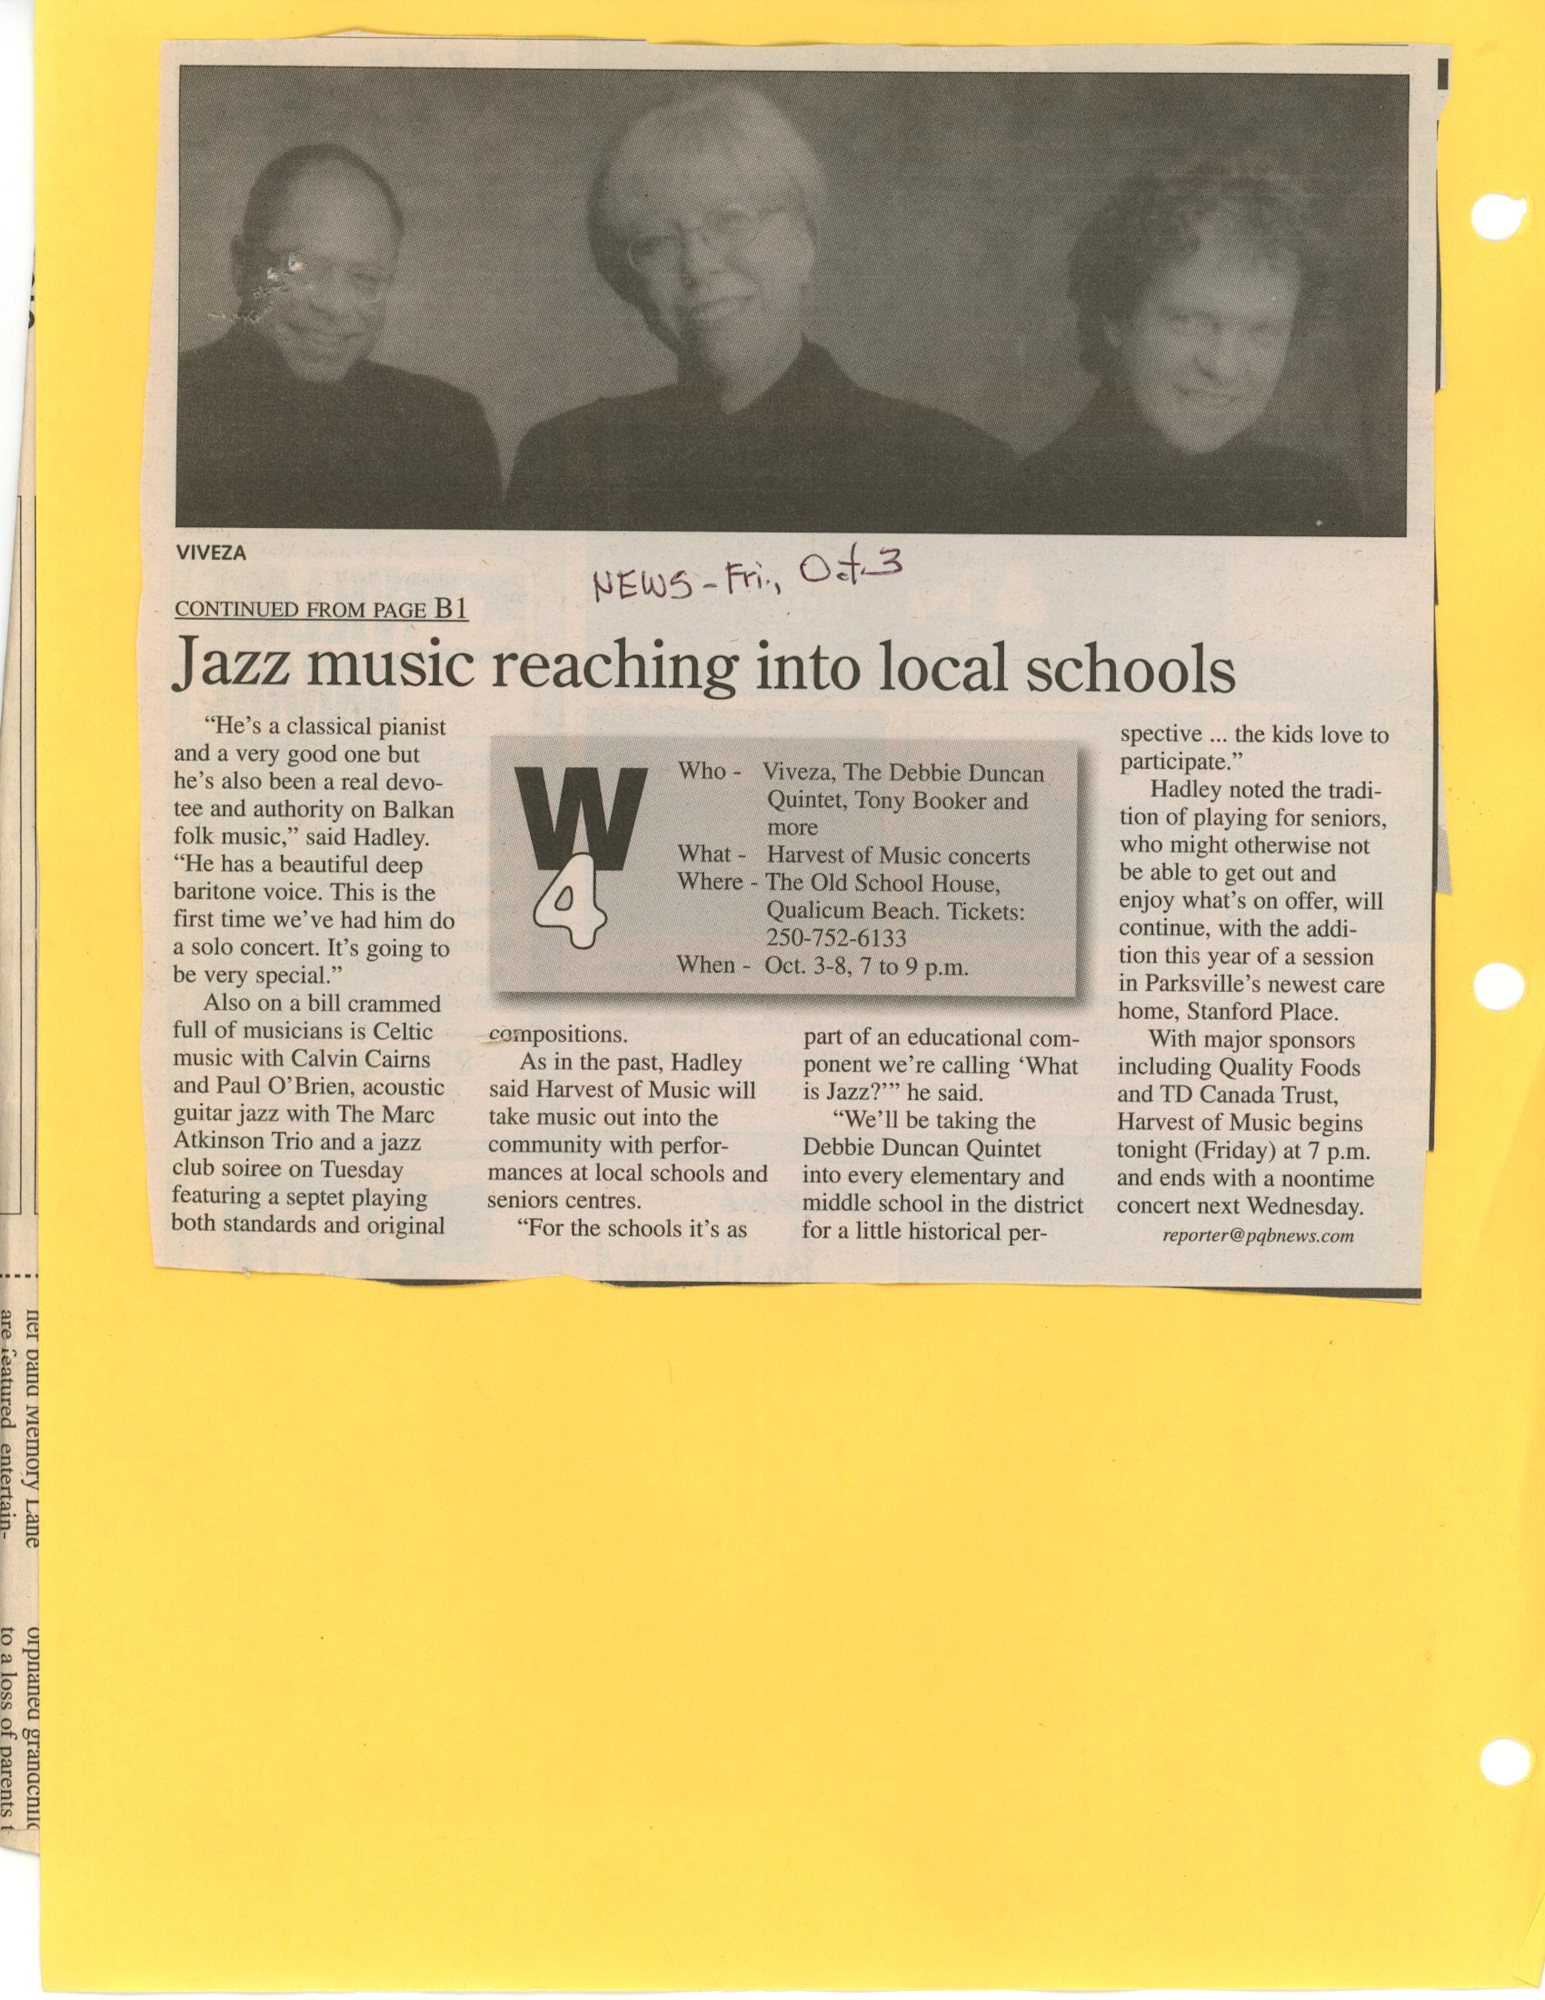 VIVEZA
NEWS - Fri., Oct. 3
CONTINUED FROM PAGE B1
Jazz music reaching into local schools
“He’s a classical pianist
and a very good one but
he’s also been a real devo-
tee and authority on Balkan
folk music,” said Hadley.
“He has a beautiful deep
baritone voice. This is the
first time we’ve had him do
a solo concert. It’s going to
be very special.”
Also on a bill crammed
full of musicians is Celtic
music with Calvin Cairns
and Paul O’Brien, acoustic
guitar jazz with The Marc
Atkinson Trio and a jazz
club soiree on Tuesday
featuring a septet playing
both standards and original
W4
Who - Viveza, The Debbie Duncan
Quintet, Tony Booker and
more
What - Harvest of Music concerts
Where - The Old School House,
Qualicum Beach. Tickets:
250-752-6133
When - Oct. 3-8, 7 to 9 p.m.
compositions.
As in the past, Hadley
said Harvest of Music will
take music out into the
community with perfor-
mances at local schools and
seniors centres.
“For the schools it’s as
part of an educational com-
ponent we’re calling ‘What
is Jazz?’” he said.
“We’ll be taking the
Debbie Duncan Quintet
into every elementary and
middle school in the district
for a little historical per-
spective ... the kids love to
participate.”
Hadley noted the tradi-
tion of playing for seniors,
who might otherwise not
be able to get out and
enjoy what’s on offer, will
continue, with the addi-
tion this year of a session
in Parksville’s newest care
home, Stanford Place.
With major sponsors
including Quality Foods
and TD Canada Trust,
Harvest of Music begins
tonight (Friday) at 7 p.m.
and ends with a noontime
concert next Wednesday.
reporter@pqbnews.com
her band Memory Lane
are featured entertain-
to a loss of parents